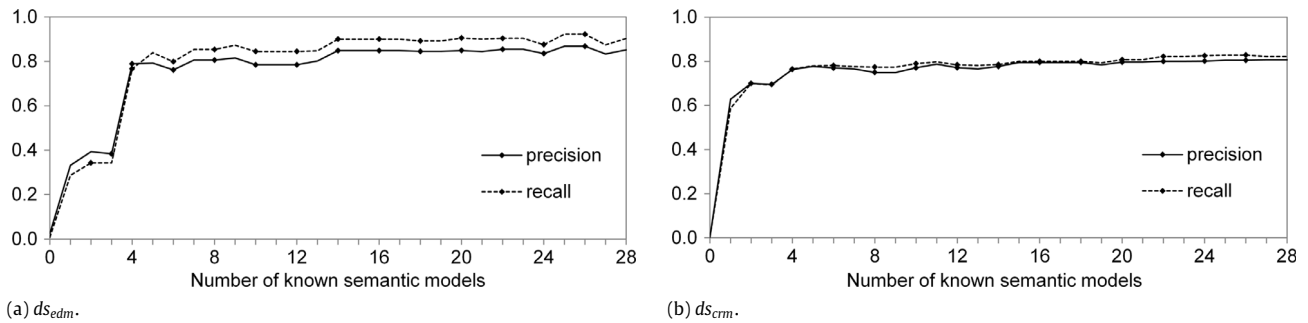 1.0
0.8
0.6
0.4
0.2
0.0
precision
recall
0 4 8 12 16 20 24 28
Number of known semantic models
(a) ds_edm.
1.0
0.8
0.6
0.4
0.2
0.0
precision
recall
0 4 8 12 16 20 24 28
Number of known semantic models
(b) ds_crm.